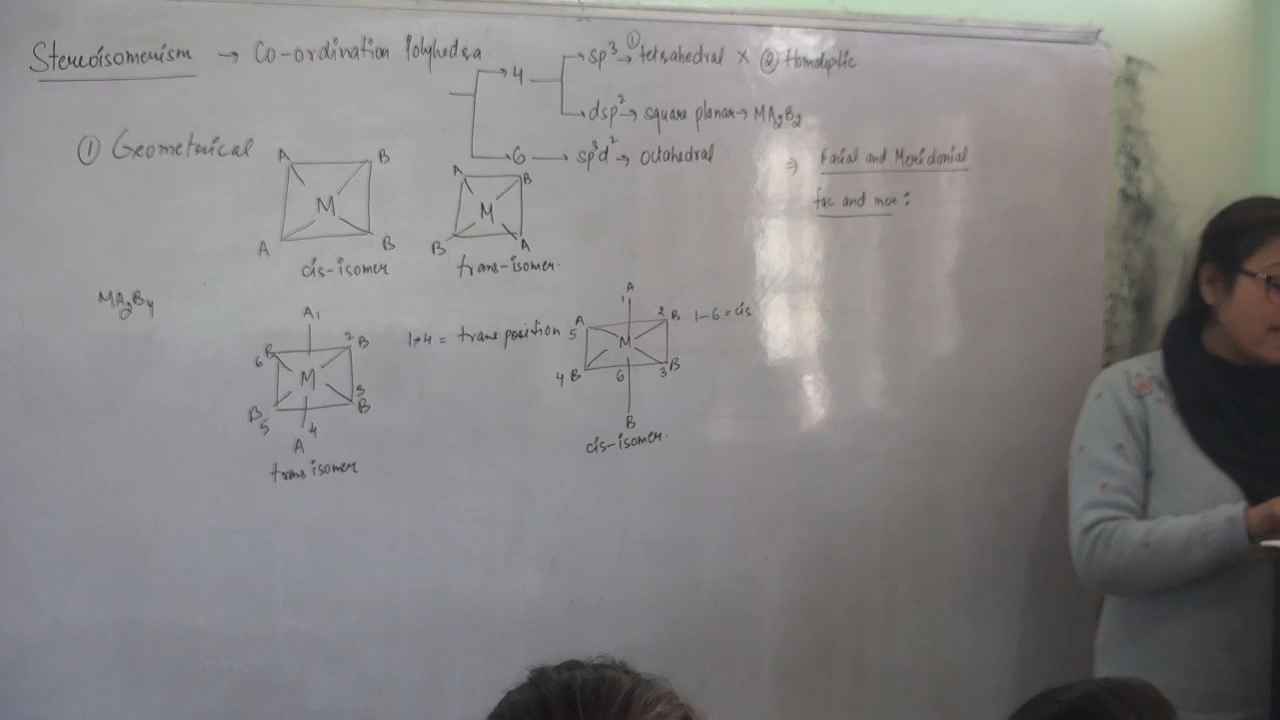 Stereoisomerism → Co-ordination Polyhedra
→ 4
→ sp³ → ① tetrahedral × ② Homoleptic
→ dsp² → square planar → MA₂B₂
→ 6 → sp³d² → octahedral
⇒ Facial and Meridonial
fac and mer :
① Geometrical
A B
M
A B
cis-isomer
A B
M
B A
trans-isomer.
MA₂B₄
A 1
6 B 2 B
M
B 5 3 B
A 4
trans isomer
1-4 = trans position
A 1
A 5 2 B
M
4 B 6 3 B
B
cis-isomer.
1-6 = cis